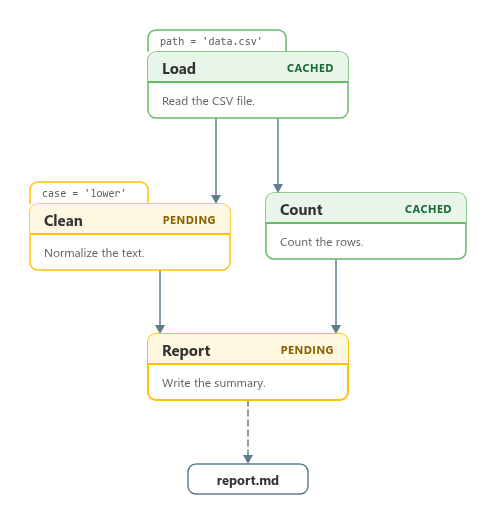 path = 'data.csv'
Load CACHED
Read the CSV file.
case = 'lower'
Clean PENDING
Normalize the text.
Count CACHED
Count the rows.
Report PENDING
Write the summary.
report.md